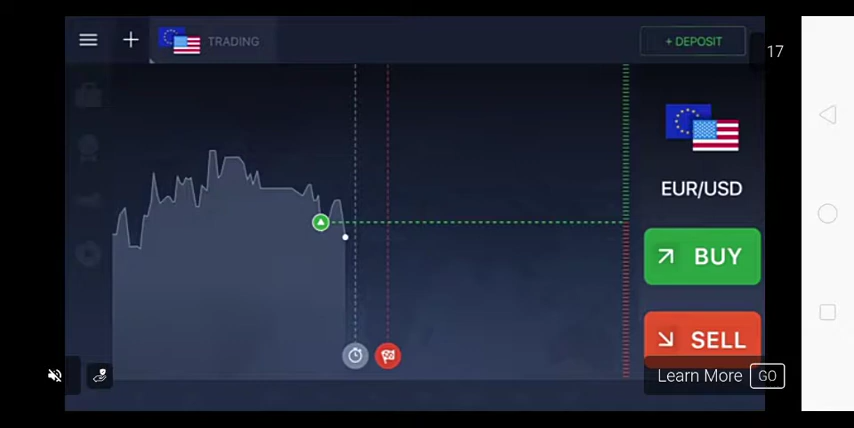 TRADING
+ DEPOSIT
17
EUR/USD
BUY
SELL
Learn More GO